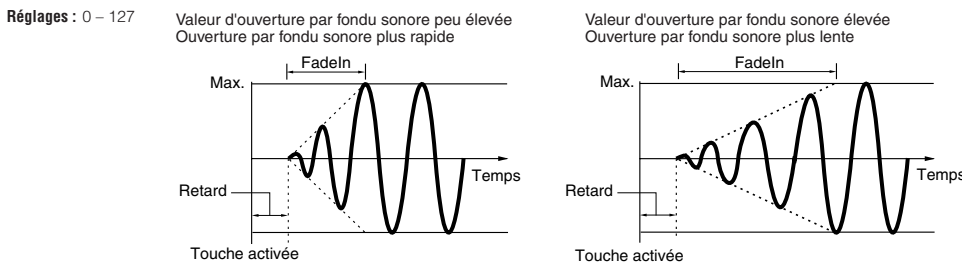 Réglages : 0 – 127
Valeur d'ouverture par fondu sonore peu élevée
Ouverture par fondu sonore plus rapide
FadeIn
Max.
Temps
Retard
Touche activée
Valeur d'ouverture par fondu sonore élevée
Ouverture par fondu sonore plus lente
FadeIn
Max.
Temps
Retard
Touche activée